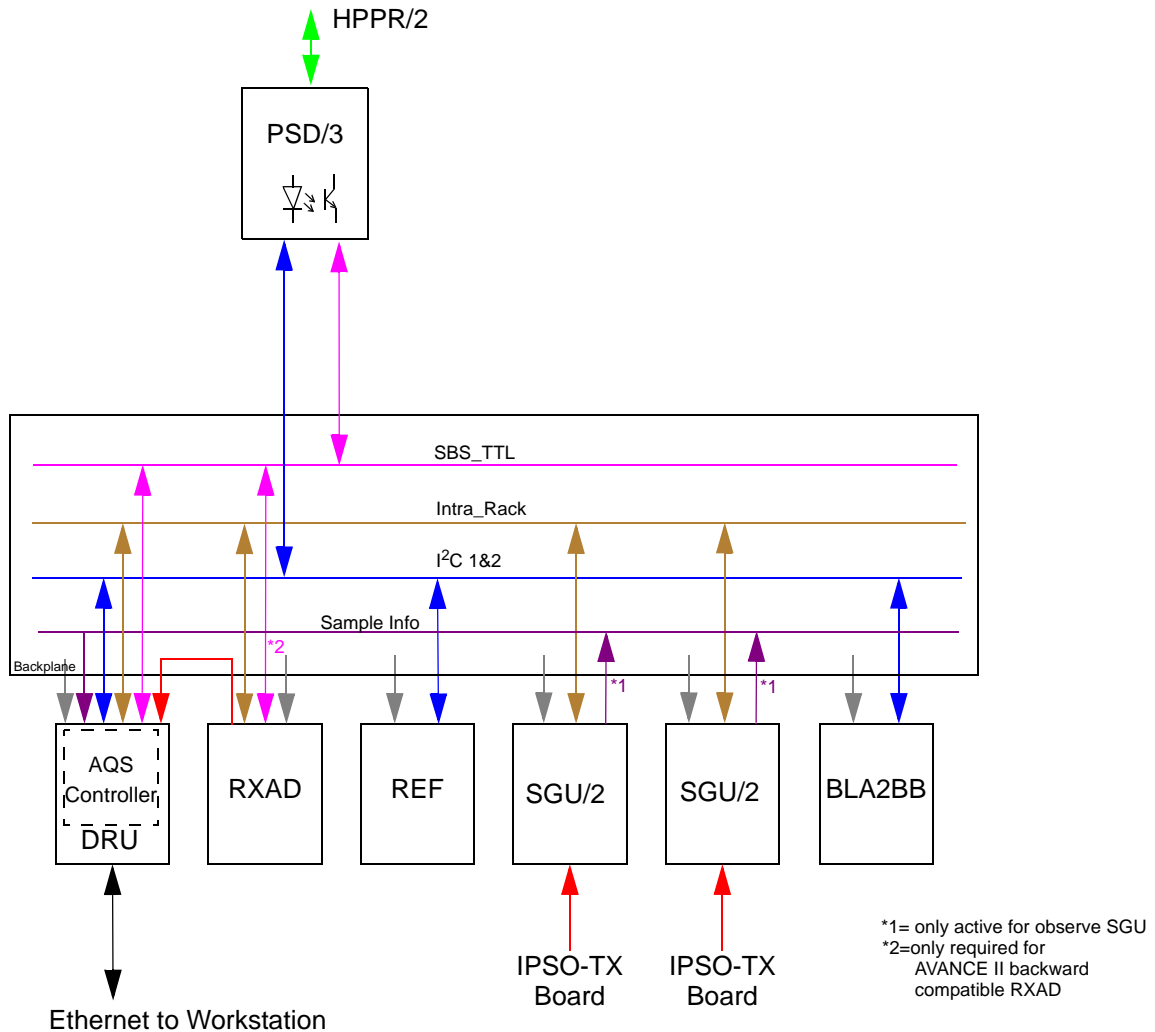 HPPR/2
PSD/3
SBS_TTL
Intra_Rack
I²C 1&2
Sample Info
*2
Backplane
*1
*1
AQS
Controller
DRU
RXAD
REF
SGU/2
SGU/2
BLA2BB
IPSO-TX
Board
IPSO-TX
Board
*1= only active for observe SGU
*2=only required for
AVANCE II backward
compatible RXAD
Ethernet to Workstation